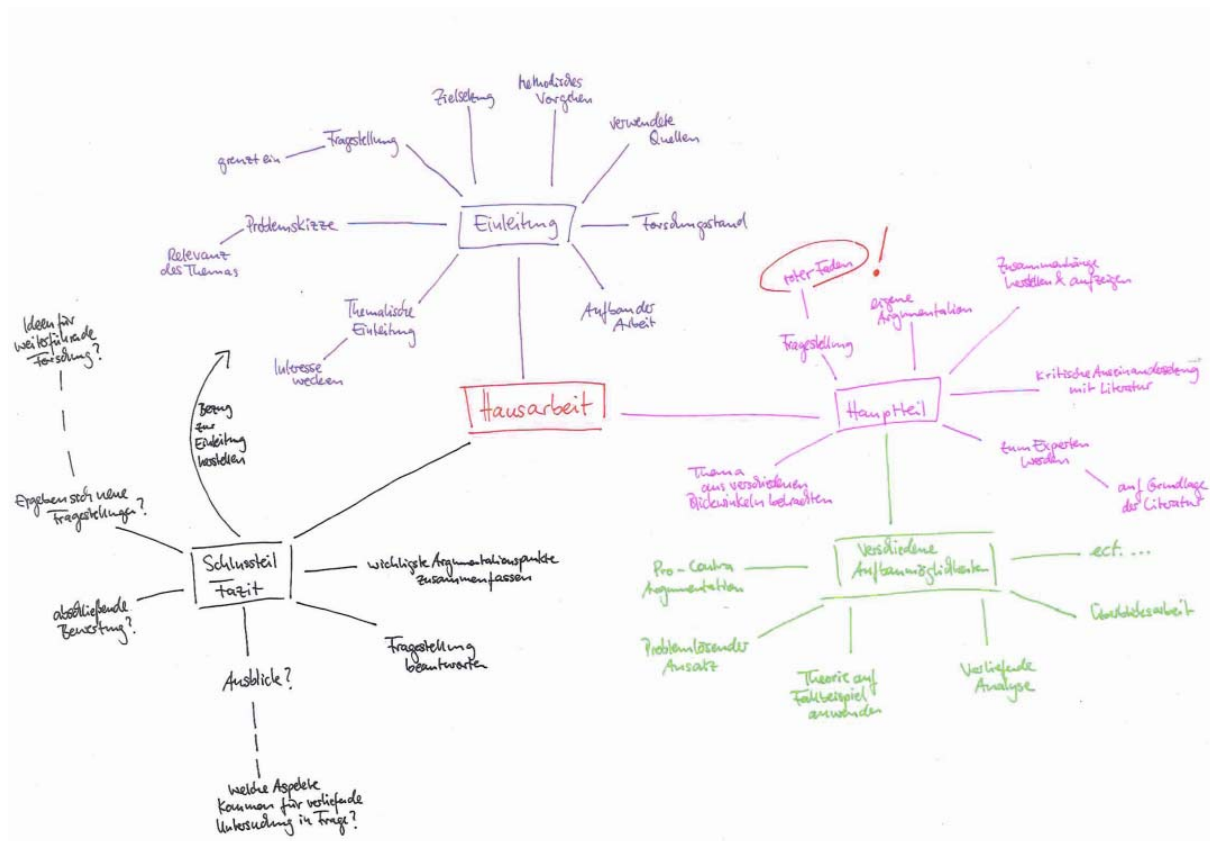 Hausarbeit
Einleitung
Thematische
Einleitung
Interesse
wecken
Problemskizze
Relevanz
des Themas
Fragestellung
grenzt ein
Zielsetzung
methodisches
Vorgehen
verwendete
Quellen
Forschungsstand
Aufbau der
Arbeit
Hauptteil
Fragestellung
roter Faden
!
eigene
Argumentation
Zusammenhänge
herstellen & aufzeigen
kritische Auseinandersetzung
mit Literatur
zum Experten
werden
auf Grundlage
der Literatur
Thema
aus verschiedenen
Blickwinkeln betrachten
Verschiedene
Aufbaumöglichkeiten
Pro-Contra
Argumentation
Problemlösender
Ansatz
Theorie auf
Fallbeispiel
anwenden
Vertiefende
Analyse
Überblicksarbeit
ect. ...
Schlussteil
Fazit
wichtigste Argumentationspunkte
zusammenfassen
Fragestellung
beantworten
Ausblick?
welche Aspekte
kommen für vertiefende
Untersuchung in Frage?
abschließende
Bewertung?
Ergeben sich neue
Fragestellungen?
Ideen für
weiterführende
Forschung?
Bezug
zur
Einleitung
herstellen